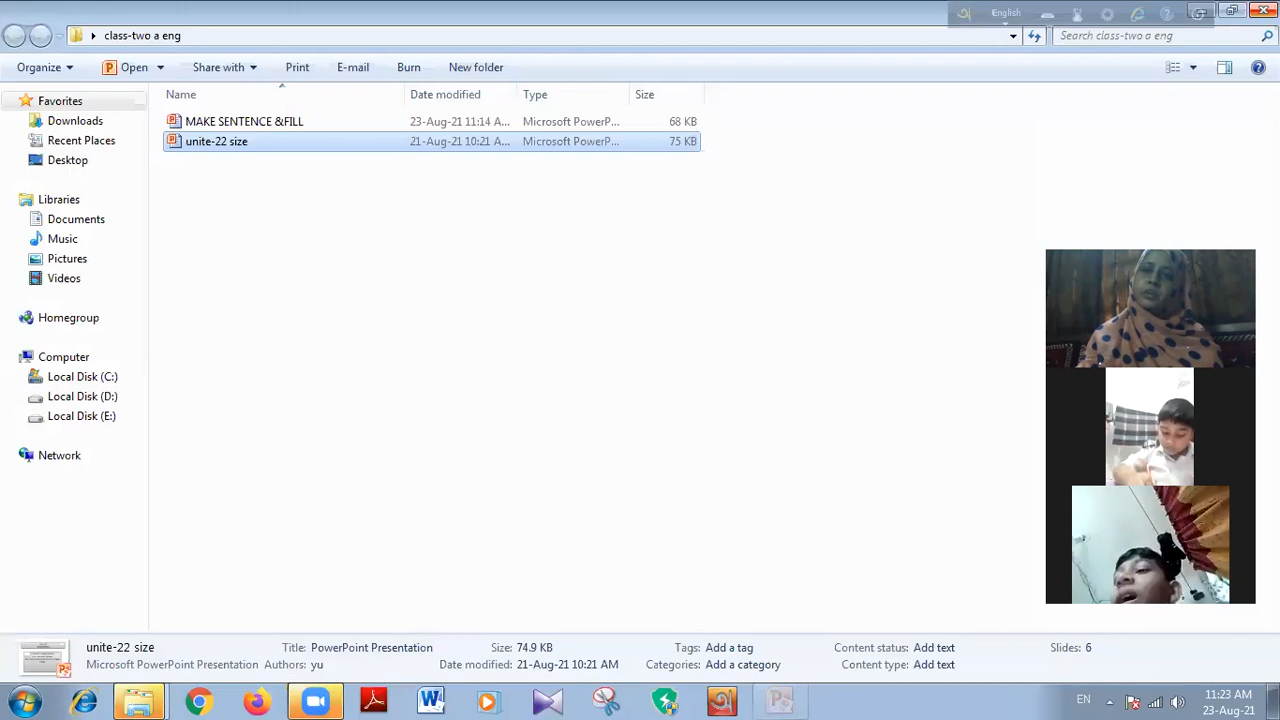 English
class-two a eng
Search class-two a eng
Organize
Open
Share with
Print
E-mail
Burn
New folder
Name
Date modified
Type
Size
Favorites
Downloads
Recent Places
Desktop
Libraries
Documents
Music
Pictures
Videos
Homegroup
Computer
Local Disk (C:)
Local Disk (D:)
Local Disk (E:)
Network
MAKE SENTENCE &FILL 23-Aug-21 11:14 A... Microsoft PowerP... 68 KB
unite-22 size 21-Aug-21 10:21 A... Microsoft PowerP... 75 KB
unite-22 size Title: PowerPoint Presentation Size: 74.9 KB Tags: Add a tag Content status: Add text Slides: 6
Microsoft PowerPoint Presentation Authors: yu Date modified: 21-Aug-21 10:21 AM Categories: Add a category Content type: Add text
EN
11:23 AM
23-Aug-21